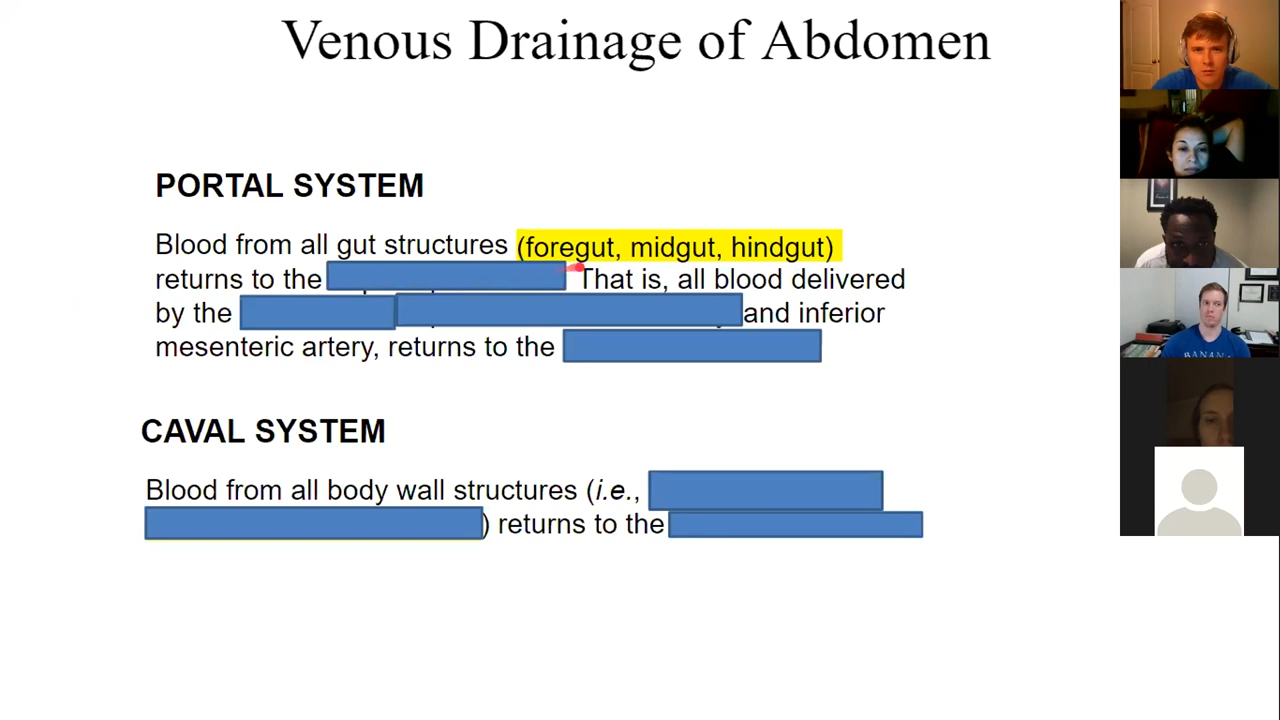 Venous Drainage of Abdomen
PORTAL SYSTEM
Blood from all gut structures (foregut, midgut, hindgut)
returns to the That is, all blood delivered
by the and inferior
mesenteric artery, returns to the
CAVAL SYSTEM
Blood from all body wall structures (i.e.,
) returns to the
BANANA